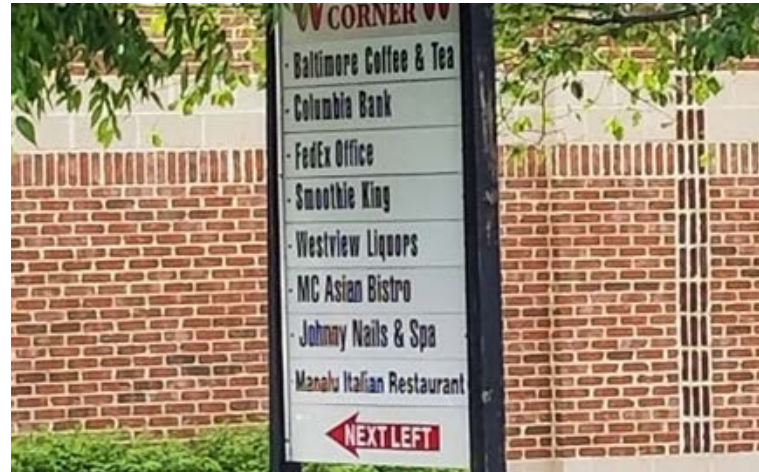 CORNER
- Baltimore Coffee & Tea
- Columbia Bank
- FedEx Office
- Smoothie King
- Westview Liquors
- MC Asian Bistro
- Johnny Nails & Spa
- Manalu Italian Restaurant
NEXT LEFT